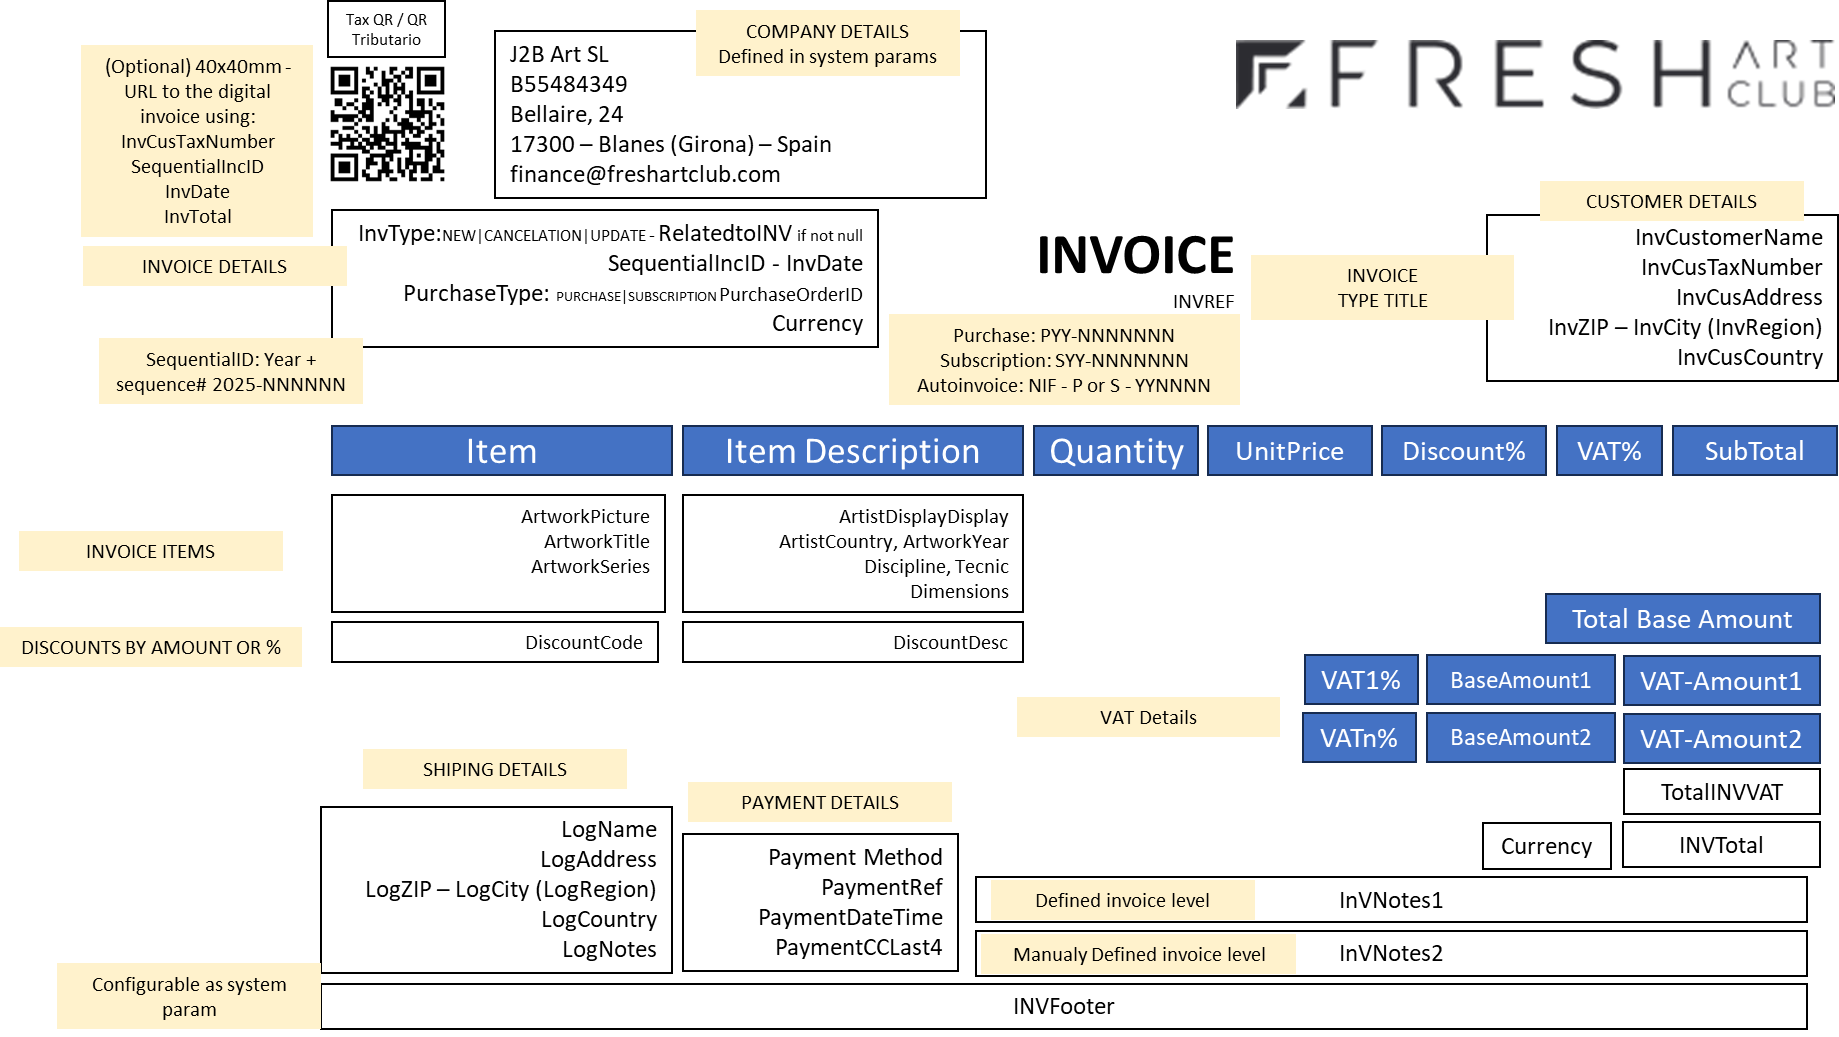 Tax QR / QR
Tributario
(Optional) 40x40mm -
URL to the digital
invoice using:
InvCusTaxNumber
SequentialIncID
InvDate
InvTotal
COMPANY DETAILS
Defined in system params
J2B Art SL
B55484349
Bellaire, 24
17300 – Blanes (Girona) – Spain
finance@freshartclub.com
FRESH ART CLUB
INVOICE DETAILS
InvType:NEW|CANCELATION|UPDATE - RelatedtoINV if not null
SequentialIncID - InvDate
PurchaseType: PURCHASE|SUBSCRIPTION PurchaseOrderID
Currency
SequentialID: Year +
sequence# 2025-NNNNNN
INVOICE
INVREF
INVOICE
TYPE TITLE
Purchase: PYY-NNNNNNN
Subscription: SYY-NNNNNNN
Autoinvoice: NIF - P or S - YYNNNN
CUSTOMER DETAILS
InvCustomerName
InvCusTaxNumber
InvCusAddress
InvZIP – InvCity (InvRegion)
InvCusCountry
Item
Item Description
Quantity
UnitPrice
Discount%
VAT%
SubTotal
INVOICE ITEMS
ArtworkPicture
ArtworkTitle
ArtworkSeries
ArtistDisplayDisplay
ArtistCountry, ArtworkYear
Discipline, Tecnic
Dimensions
DISCOUNTS BY AMOUNT OR %
DiscountCode
DiscountDesc
Total Base Amount
VAT Details
VAT1%
BaseAmount1
VAT-Amount1
VATn%
BaseAmount2
VAT-Amount2
TotalINVVAT
Currency
INVTotal
SHIPING DETAILS
LogName
LogAddress
LogZIP – LogCity (LogRegion)
LogCountry
LogNotes
PAYMENT DETAILS
Payment Method
PaymentRef
PaymentDateTime
PaymentCCLast4
Defined invoice level
InVNotes1
Manualy Defined invoice level
InVNotes2
Configurable as system
param
INVFooter